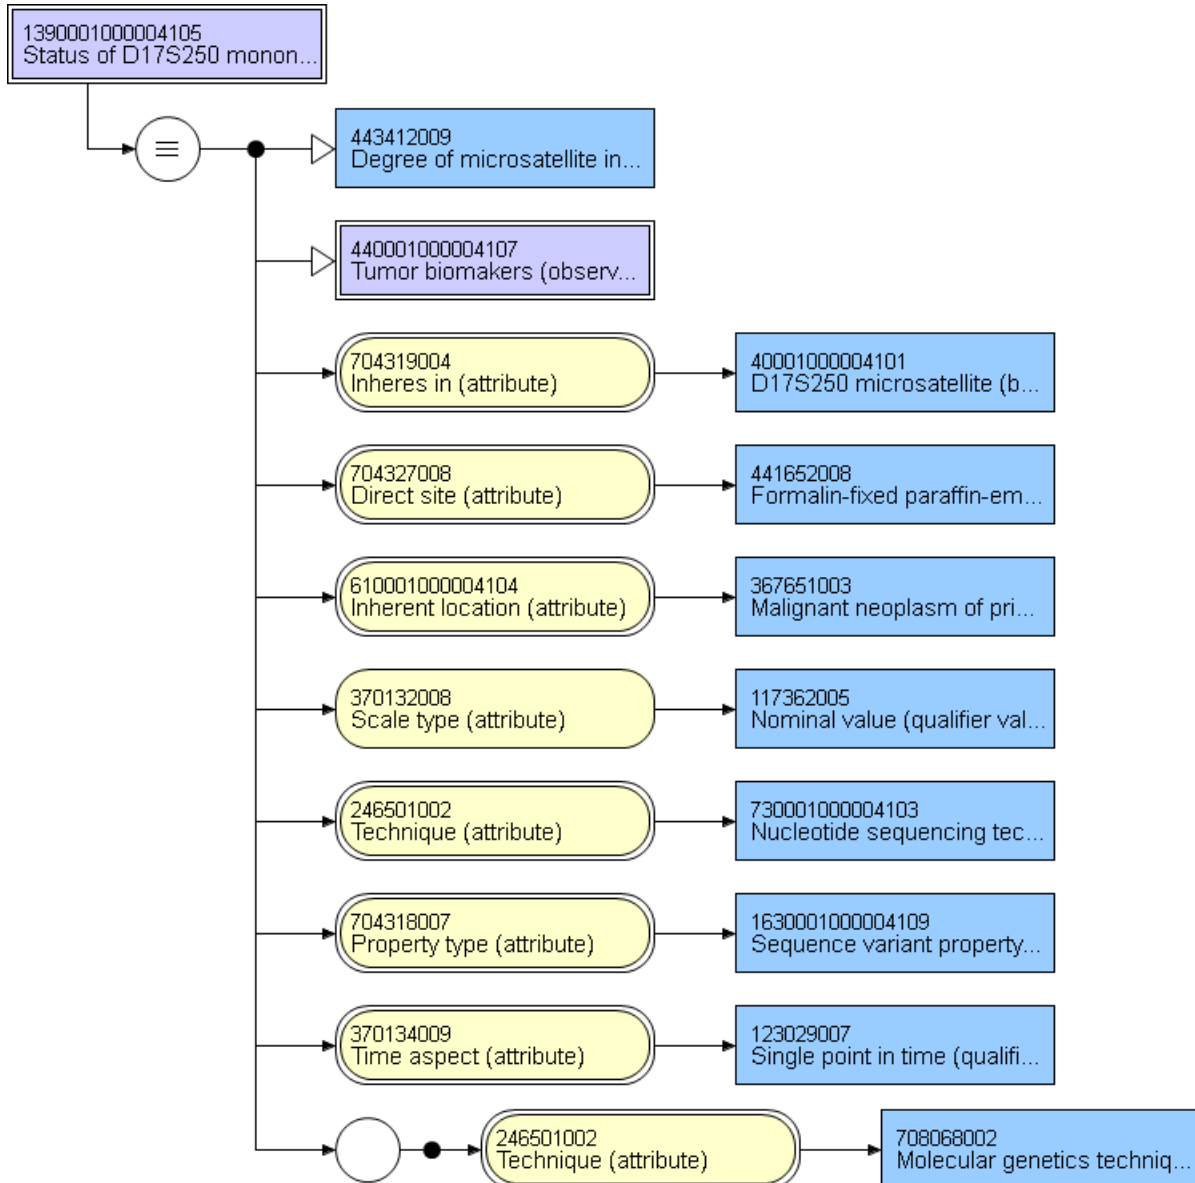 1390001000004105
Status of D17S250 monon...
443412009
Degree of microsatellite in...
440001000004107
Tumor biomakers (observ...
704319004
Inheres in (attribute)
40001000004101
D17S250 microsatellite (b...
704327008
Direct site (attribute)
441652008
Formalin-fixed paraffin-em...
610001000004104
Inherent location (attribute)
367651003
Malignant neoplasm of pri...
370132008
Scale type (attribute)
117362005
Nominal value (qualifier val...
246501002
Technique (attribute)
730001000004103
Nucleotide sequencing tec...
704318007
Property type (attribute)
1630001000004109
Sequence variant property...
370134009
Time aspect (attribute)
123029007
Single point in time (qualifi...
246501002
Technique (attribute)
708068002
Molecular genetics techniq...